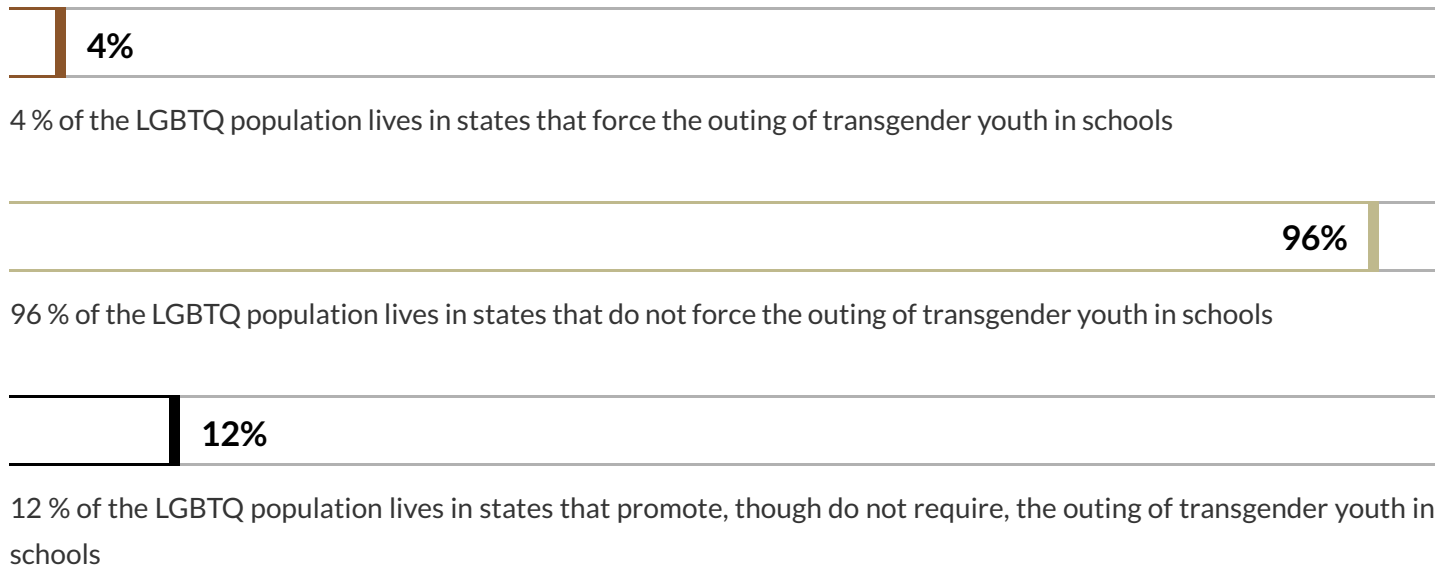 4%
4 % of the LGBTQ population lives in states that force the outing of transgender youth in schools
96%
96 % of the LGBTQ population lives in states that do not force the outing of transgender youth in schools
12%
12 % of the LGBTQ population lives in states that promote, though do not require, the outing of transgender youth in
schools